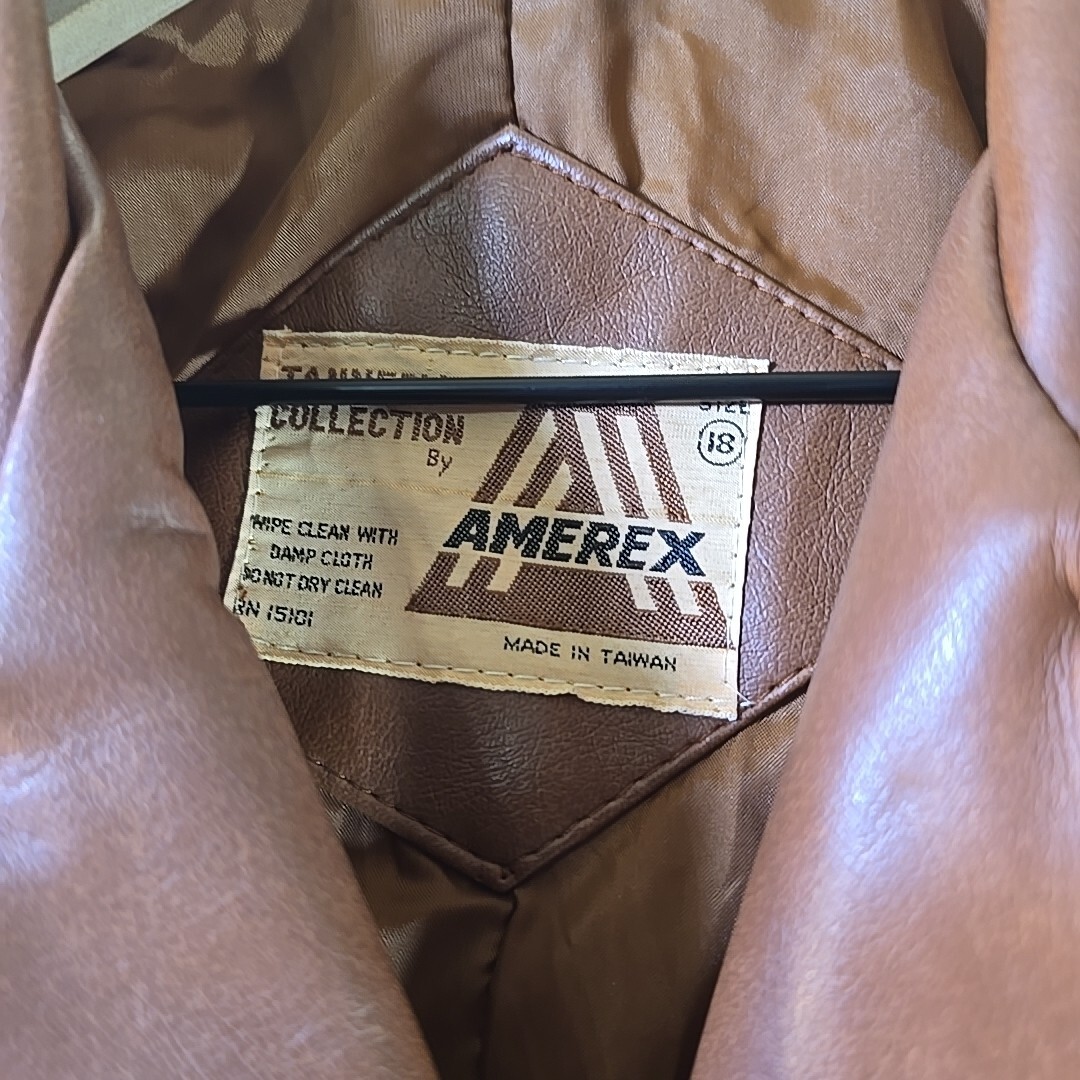 COLLECTION
By
SIZE
18
AMEREX
WIPE CLEAN WITH
DAMP CLOTH
DO NOT DRY CLEAN
RN 15101
MADE IN TAIWAN